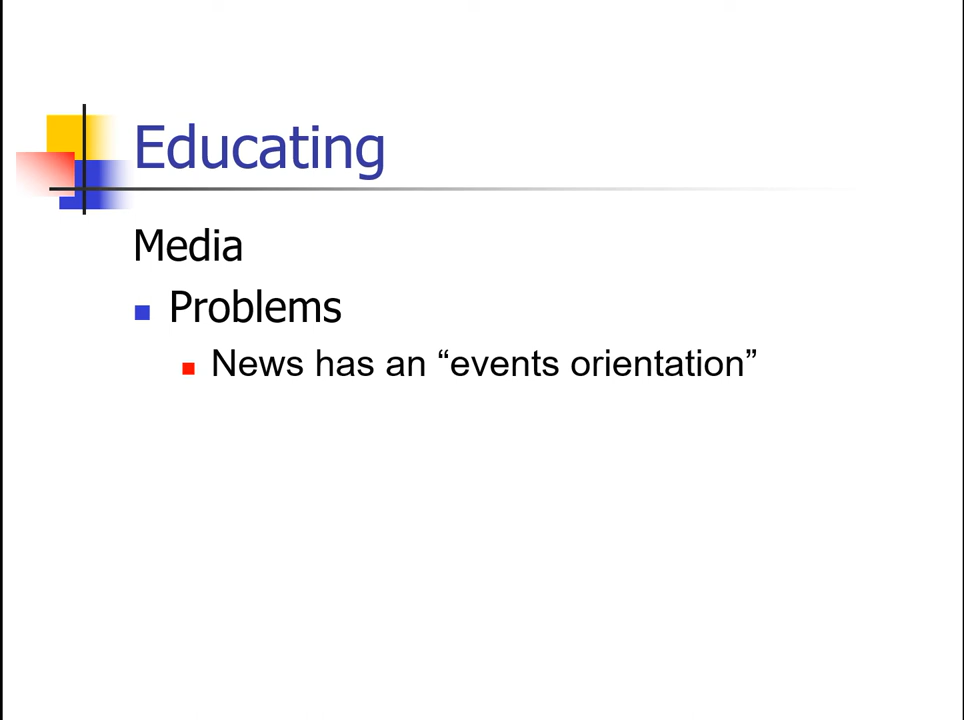 Educating
Media
Problems
News has an “events orientation”